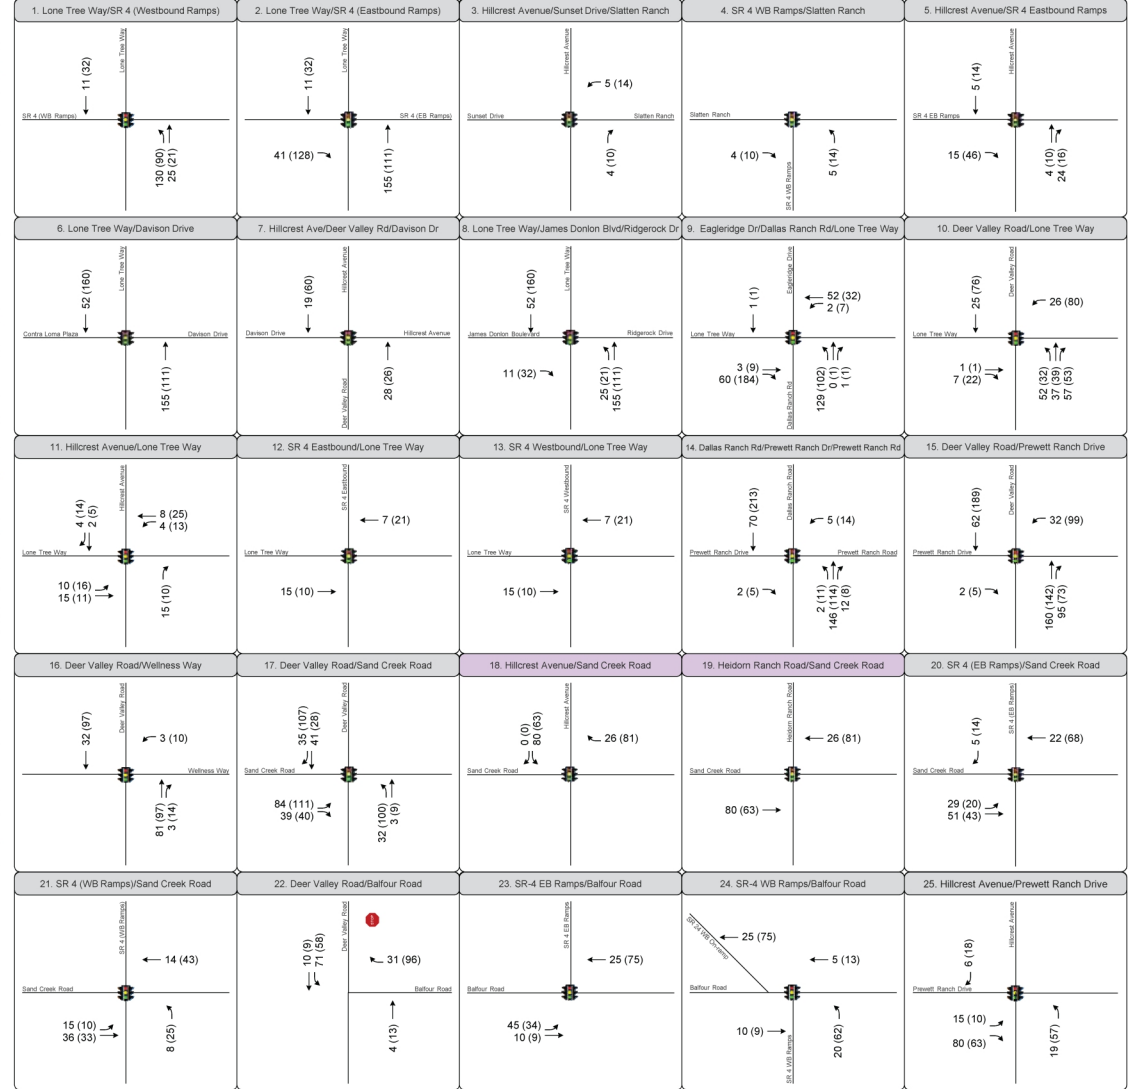 1. Lone Tree Way/SR 4 (Westbound Ramps)
Lone Tree Way
11 (32)
SR 4 (WB Ramps)
130 (90)
25 (21)
2. Lone Tree Way/SR 4 (Eastbound Ramps)
Lone Tree Way
11 (32)
SR 4 (EB Ramps)
41 (128)
155 (111)
3. Hillcrest Avenue/Sunset Drive/Slatten Ranch
Hillcrest Avenue
5 (14)
Sunset Drive
Slatten Ranch
4 (10)
4. SR 4 WB Ramps/Slatten Ranch
Slatten Ranch
4 (10)
5 (14)
SR 4 WB Ramps
5. Hillcrest Avenue/SR 4 Eastbound Ramps
Hillcrest Avenue
5 (14)
SR 4 EB Ramps
15 (46)
4 (10)
24 (16)
6. Lone Tree Way/Davison Drive
Lone Tree Way
52 (160)
Contra Loma Plaza
Davison Drive
155 (111)
7. Hillcrest Ave/Deer Valley Rd/Davison Dr
Hillcrest Avenue
19 (60)
Davison Drive
Hillcrest Avenue
28 (26)
Deer Valley Road
8. Lone Tree Way/James Donlon Blvd/Ridgerock Dr
Lone Tree Way
52 (160)
James Donlon Boulevard
Ridgerock Drive
11 (32)
25 (21)
155 (111)
9. Eagleridge Dr/Dallas Ranch Rd/Lone Tree Way
Eagleridge Drive
1 (1)
52 (32)
2 (7)
Lone Tree Way
3 (9)
60 (184)
129 (102)
0 (1)
1 (1)
Dallas Ranch Rd
10. Deer Valley Road/Lone Tree Way
Deer Valley Road
25 (76)
26 (80)
Lone Tree Way
1 (1)
7 (22)
52 (32)
37 (39)
57 (53)
11. Hillcrest Avenue/Lone Tree Way
Hillcrest Avenue
4 (14)
2 (5)
8 (25)
4 (13)
Lone Tree Way
10 (16)
15 (11)
15 (10)
12. SR 4 Eastbound/Lone Tree Way
SR 4 Eastbound
7 (21)
Lone Tree Way
15 (10)
13. SR 4 Westbound/Lone Tree Way
SR 4 Westbound
7 (21)
Lone Tree Way
15 (10)
14. Dallas Ranch Rd/Prewett Ranch Dr/Prewett Ranch Rd
Dallas Ranch Road
70 (213)
5 (14)
Prewett Ranch Drive
Prewett Ranch Road
2 (5)
2 (11)
146 (114)
12 (8)
15. Deer Valley Road/Prewett Ranch Drive
Deer Valley Road
62 (189)
32 (99)
Prewett Ranch Drive
2 (5)
160 (142)
95 (73)
16. Deer Valley Road/Wellness Way
Deer Valley Road
32 (97)
3 (10)
Wellness Way
81 (97)
3 (14)
17. Deer Valley Road/Sand Creek Road
Deer Valley Road
35 (107)
41 (28)
Sand Creek Road
84 (111)
39 (40)
32 (100)
3 (9)
18. Hillcrest Avenue/Sand Creek Road
Hillcrest Avenue
0 (0)
80 (63)
26 (81)
Sand Creek Road
19. Heidorn Ranch Road/Sand Creek Road
Heidorn Ranch Road
26 (81)
Sand Creek Road
80 (63)
20. SR 4 (EB Ramps)/Sand Creek Road
SR 4 (EB Ramps)
5 (14)
22 (68)
Sand Creek Road
29 (20)
51 (43)
21. SR 4 (WB Ramps)/Sand Creek Road
SR 4 (WB Ramps)
14 (43)
Sand Creek Road
15 (10)
36 (33)
8 (25)
22. Deer Valley Road/Balfour Road
Deer Valley Road
10 (9)
71 (58)
31 (96)
Balfour Road
4 (13)
23. SR-4 EB Ramps/Balfour Road
SR 4 EB Ramps
25 (75)
Balfour Road
45 (34)
10 (9)
24. SR-4 WB Ramps/Balfour Road
SR 24 WB On-ramp
25 (75)
5 (13)
Balfour Road
10 (9)
20 (62)
SR 4 WB Ramps
25. Hillcrest Avenue/Prewett Ranch Drive
Hillcrest Avenue
6 (18)
Prewett Ranch Drive
15 (10)
80 (63)
19 (57)